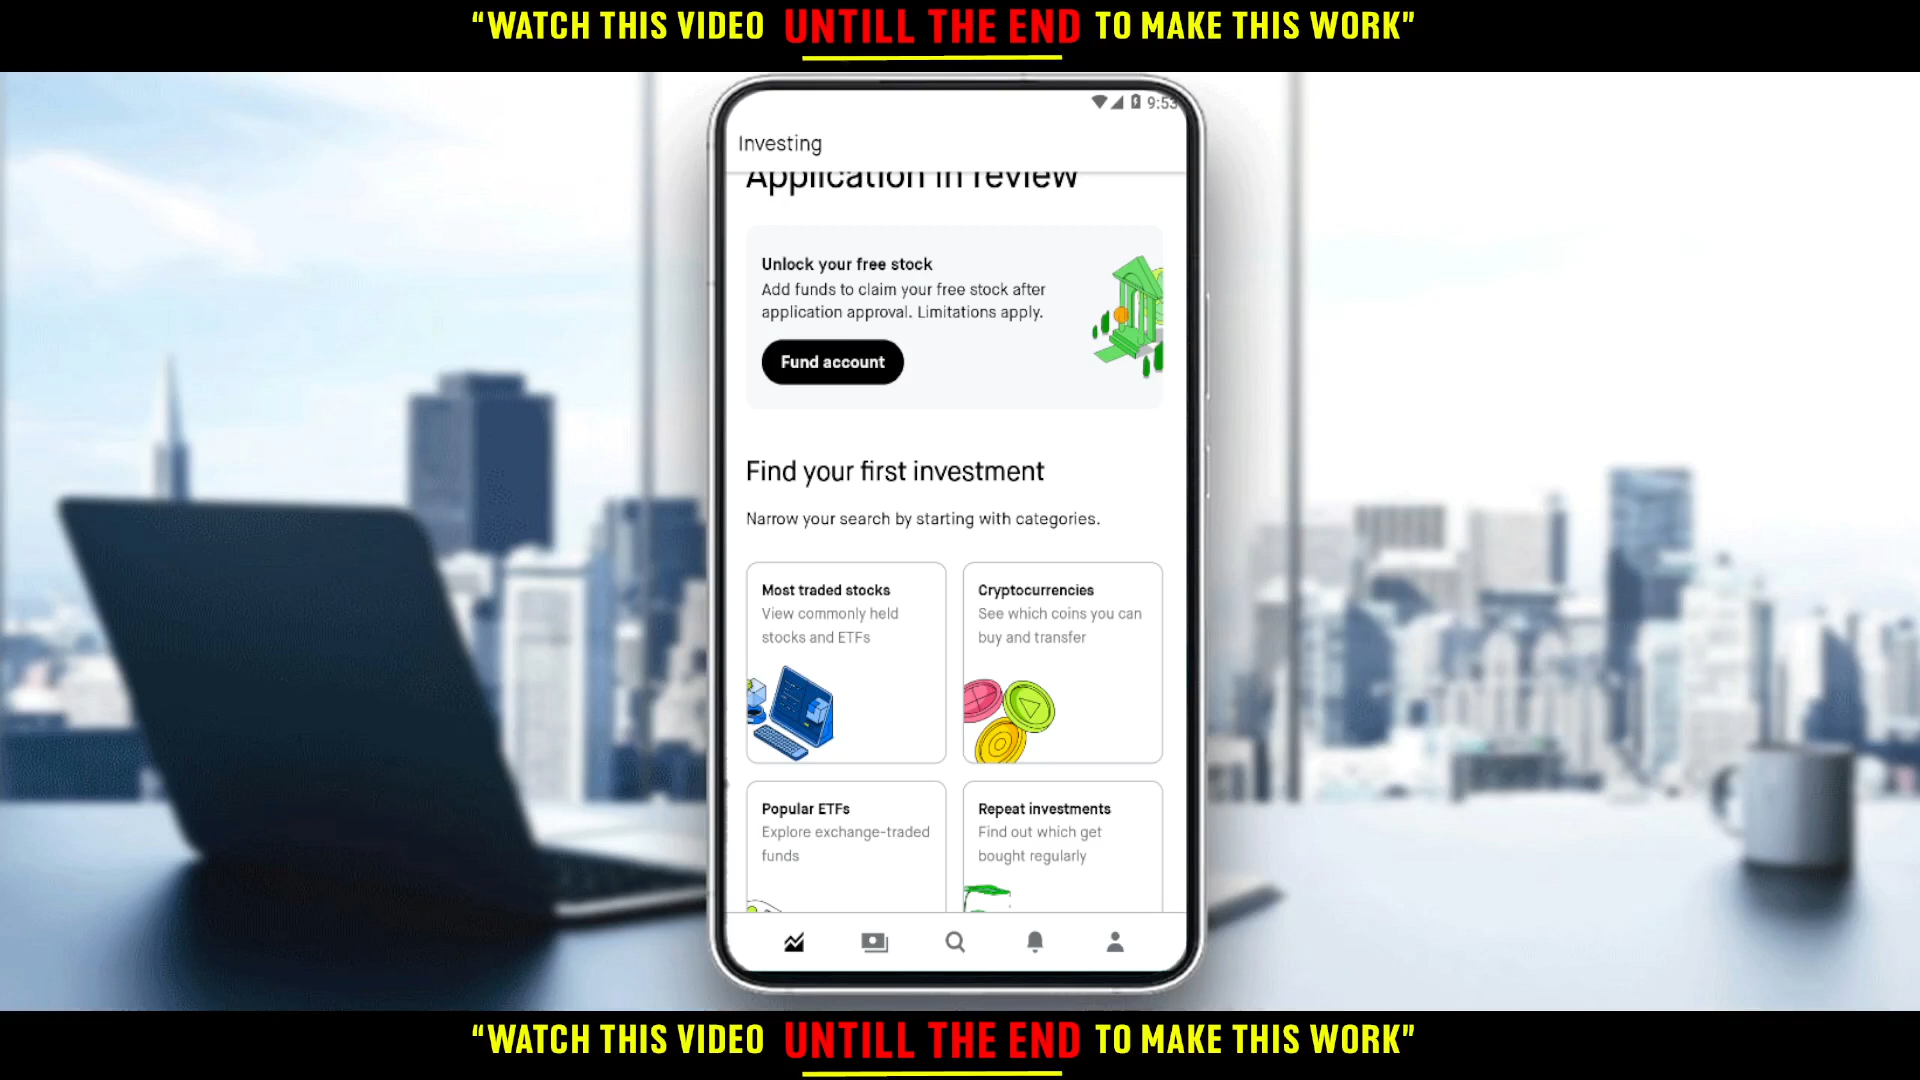 “WATCH THIS VIDEO UNTILL THE END TO MAKE THIS WORK”
9:53
Investing
Application in review
Unlock your free stock
Add funds to claim your free stock after
application approval. Limitations apply.
Fund account
Find your first investment
Narrow your search by starting with categories.
Most traded stocks
View commonly held
stocks and ETFs
Cryptocurrencies
See which coins you can
buy and transfer
Popular ETFs
Explore exchange-traded
funds
Repeat investments
Find out which get
bought regularly
“WATCH THIS VIDEO UNTILL THE END TO MAKE THIS WORK”